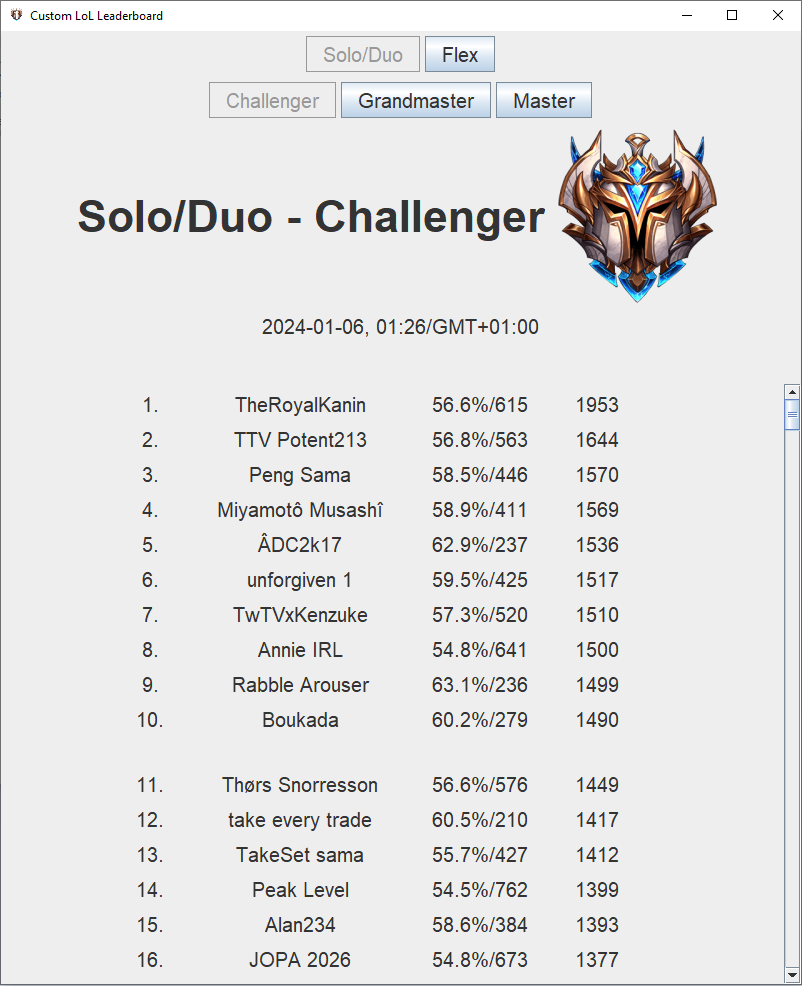 Custom LoL Leaderboard
Solo/Duo Flex
Challenger Grandmaster Master
Solo/Duo - Challenger
2024-01-06, 01:26/GMT+01:00
1. TheRoyalKanin 56.6%/615 1953
2. TTV Potent213 56.8%/563 1644
3. Peng Sama 58.5%/446 1570
4. Miyamotô Musashî 58.9%/411 1569
5. ÂDC2k17 62.9%/237 1536
6. unforgiven 1 59.5%/425 1517
7. TwTVxKenzuke 57.3%/520 1510
8. Annie IRL 54.8%/641 1500
9. Rabble Arouser 63.1%/236 1499
10. Boukada 60.2%/279 1490
11. Thørs Snorresson 56.6%/576 1449
12. take every trade 60.5%/210 1417
13. TakeSet sama 55.7%/427 1412
14. Peak Level 54.5%/762 1399
15. Alan234 58.6%/384 1393
16. JOPA 2026 54.8%/673 1377